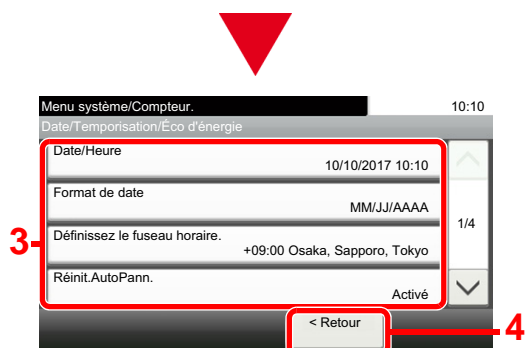 Menu système/Compteur.
10:10
Date/Temporisation/Éco d'énergie
Date/Heure
10/10/2017 10:10
Format de date
MM/JJ/AAAA
1/4
3
Définissez le fuseau horaire.
+09:00 Osaka, Sapporo, Tokyo
Réinit.AutoPann.
Activé
< Retour
4